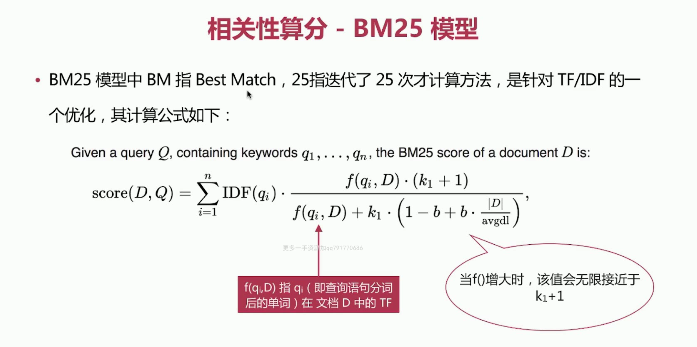 相关性算分 - BM25 模型
• BM25 模型中 BM 指 Best Match，25指迭代了 25 次才计算方法，是针对 TF/IDF 的一
个优化，其计算公式如下：
Given a query Q, containing keywords q₁, . . . , qₙ, the BM25 score of a document D is:
score(D, Q) = ∑ᵢ₌₁ⁿ IDF(qᵢ) · f(qᵢ, D) · (k₁ + 1) / (f(qᵢ, D) + k₁ · (1 − b + b · |D| / avgdl)),
f(qᵢ,D) 指 qᵢ（即查询语句分词
后的单词）在 文档 D 中的 TF
当f()增大时，该值会无限接近于
k₁+1